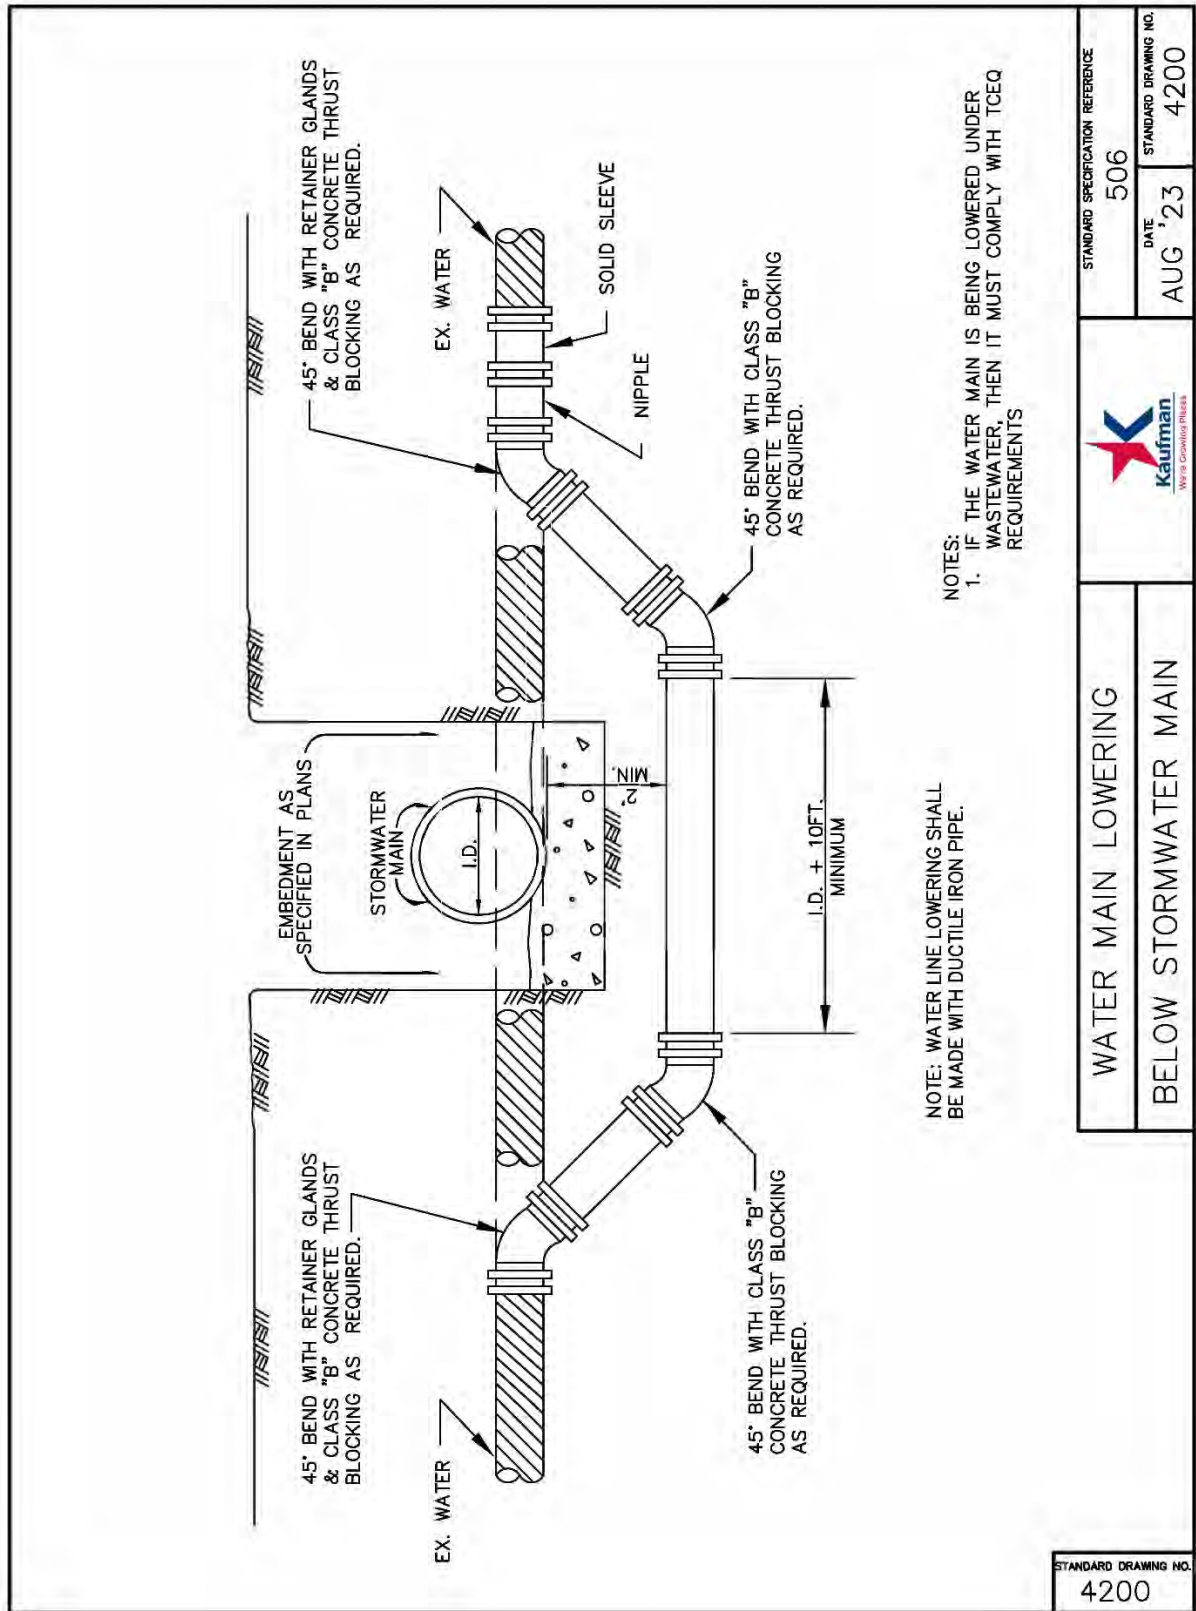 EMBEDMENT AS
SPECIFIED IN PLANS
45° BEND WITH RETAINER GLANDS
& CLASS "B" CONCRETE THRUST
BLOCKING AS REQUIRED.
45° BEND WITH RETAINER GLANDS
& CLASS "B" CONCRETE THRUST
BLOCKING AS REQUIRED.
STORMWATER
MAIN
I.D.
EX. WATER
EX. WATER
2'
MIN.
SOLID SLEEVE
NIPPLE
45° BEND WITH CLASS "B"
CONCRETE THRUST BLOCKING
AS REQUIRED.
45° BEND WITH CLASS "B"
CONCRETE THRUST BLOCKING
AS REQUIRED.
I.D. + 10FT.
MINIMUM
NOTE: WATER LINE LOWERING SHALL
BE MADE WITH DUCTILE IRON PIPE.
NOTES:
1. IF THE WATER MAIN IS BEING LOWERED UNDER
WASTEWATER, THEN IT MUST COMPLY WITH TCEQ
REQUIREMENTS
WATER MAIN LOWERING
BELOW STORMWATER MAIN
Kaufman
We're Growing Places
STANDARD SPECIFICATION REFERENCE
506
DATE
AUG '23
STANDARD DRAWING NO.
4200
STANDARD DRAWING NO.
4200